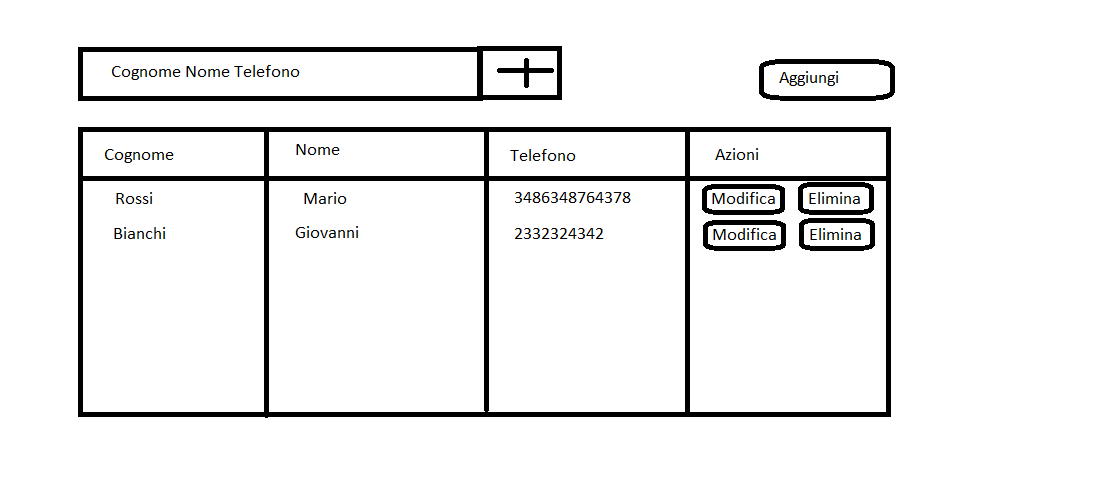 Cognome Nome Telefono
Aggiungi
Cognome Nome Telefono Azioni
Rossi Mario 3486348764378 Modifica Elimina
Bianchi Giovanni 2332324342 Modifica Elimina